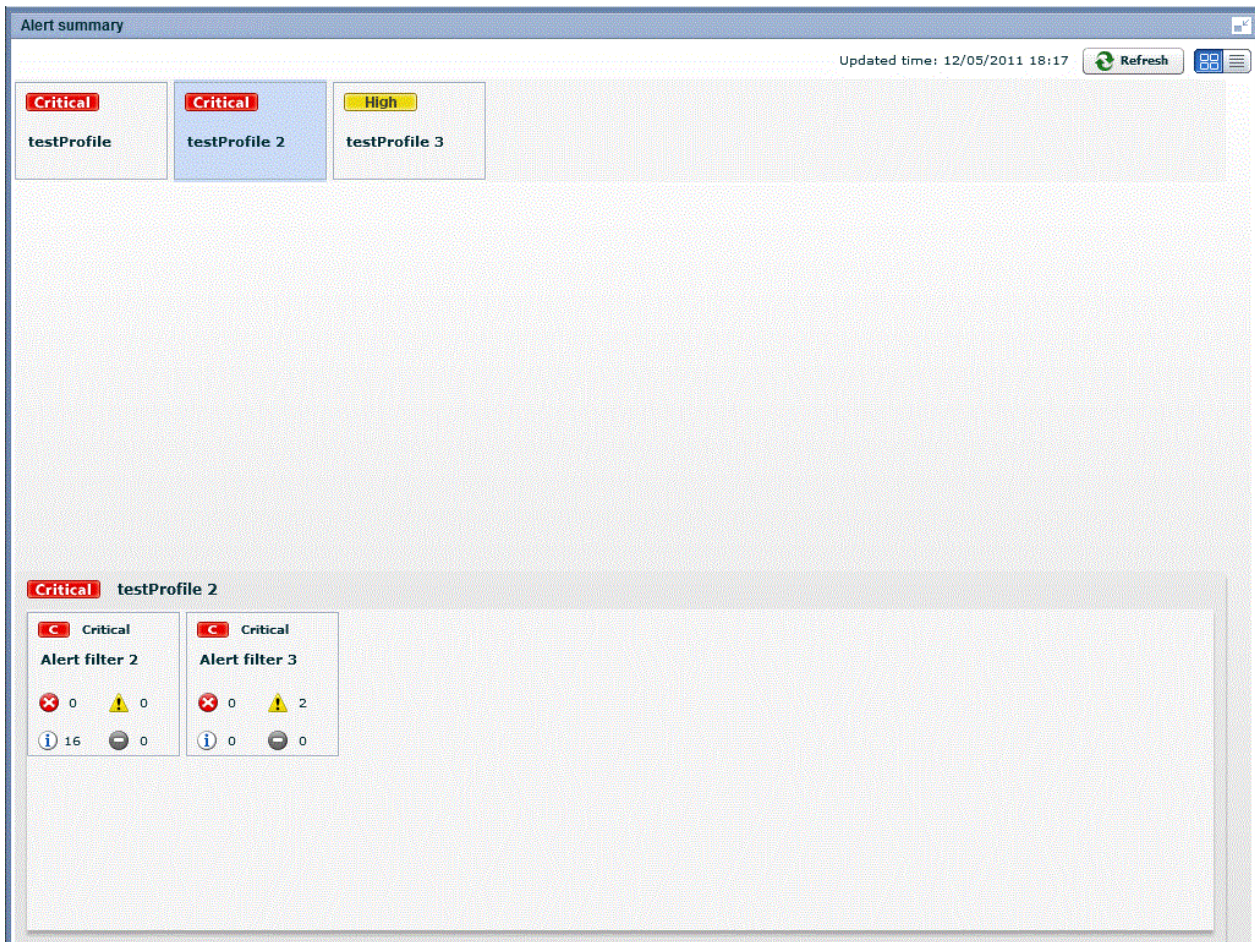 Alert summary
Updated time: 12/05/2011 18:17 Refresh
Critical Critical High
testProfile testProfile 2 testProfile 3
Critical testProfile 2
C Critical C Critical
Alert filter 2 Alert filter 3
0 0 0 2
i 16 0 i 0 0